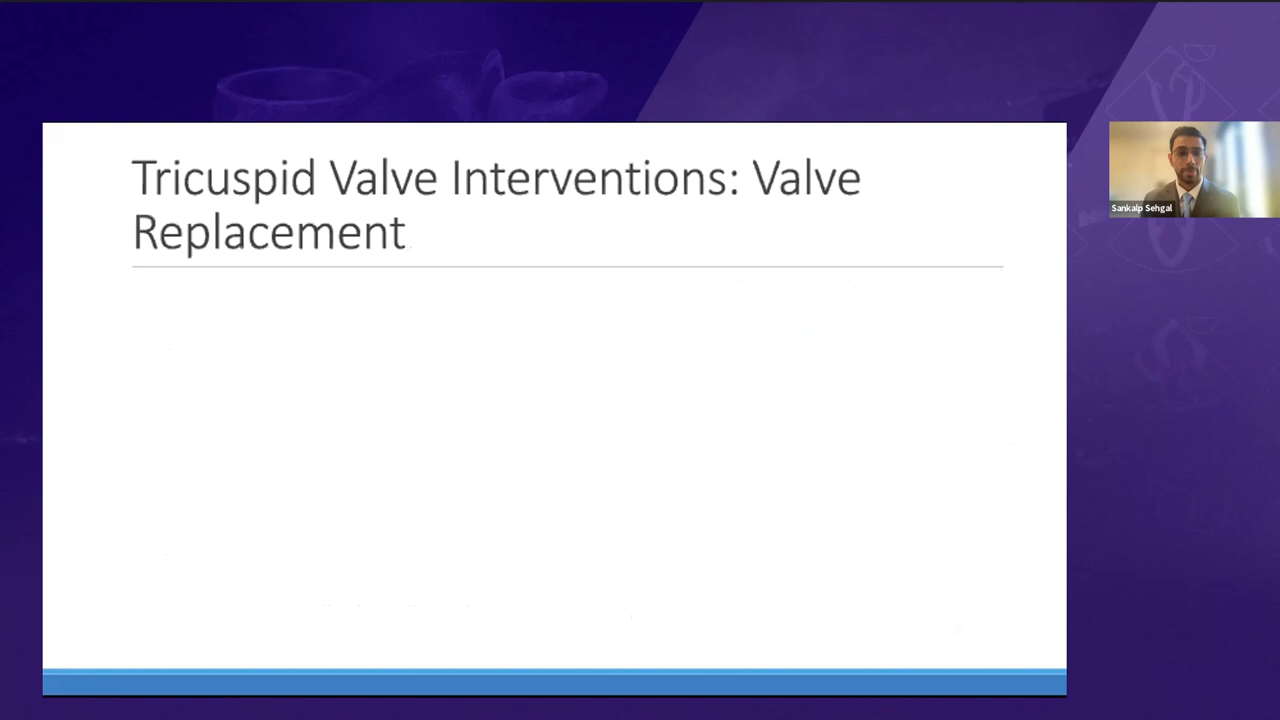 Tricuspid Valve Interventions: Valve
Replacement
Sankalp Sehgal